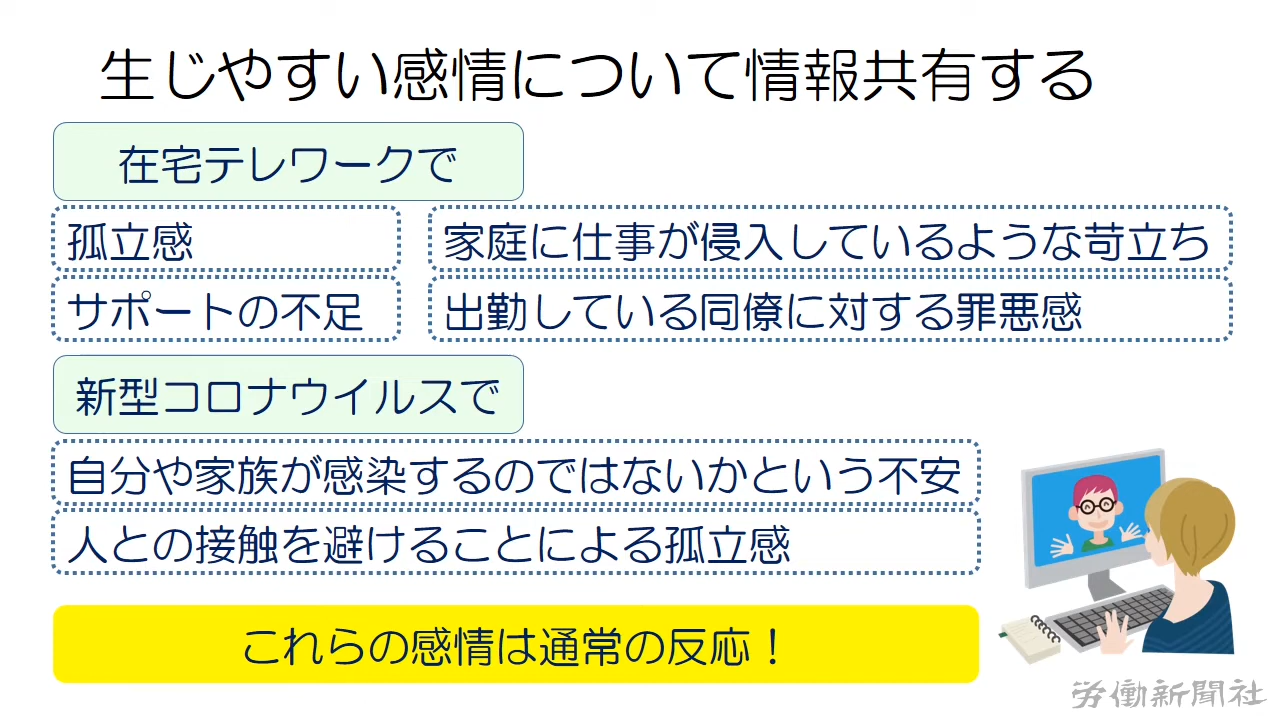 生じやすい感情について情報共有する
在宅テレワークで
孤立感
家庭に仕事が侵入しているような苛立ち
サポートの不足
出勤している同僚に対する罪悪感
新型コロナウイルスで
自分や家族が感染するのではないかという不安
人との接触を避けることによる孤立感
これらの感情は通常の反応！
労働新聞社